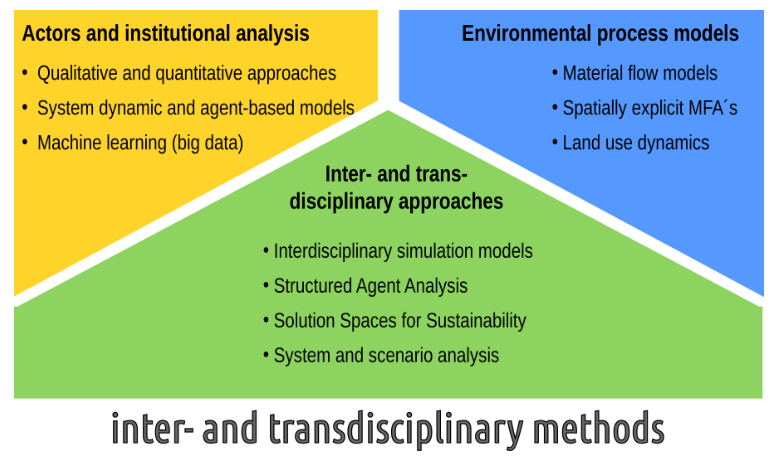 Actors and institutional analysis
• Qualitative and quantitative approaches
• System dynamic and agent-based models
• Machine learning (big data)
Environmental process models
• Material flow models
• Spatially explicit MFA´s
• Land use dynamics
Inter- and trans-
disciplinary approaches
• Interdisciplinary simulation models
• Structured Agent Analysis
• Solution Spaces for Sustainability
• System and scenario analysis
inter- and transdisciplinary methods